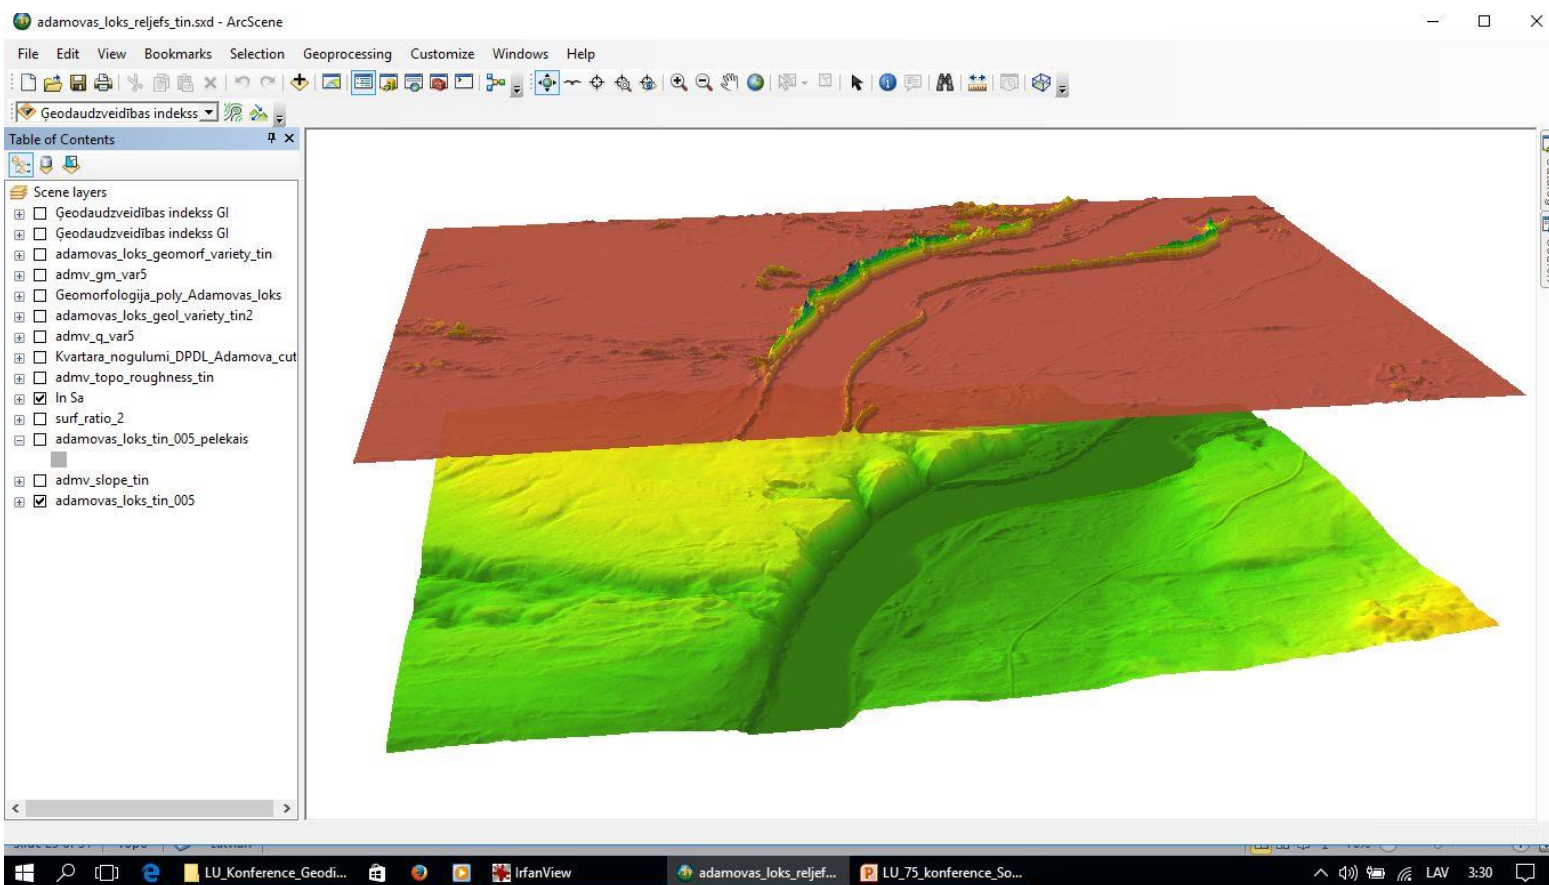 adamovas_loks_reljefs_tin.sxd - ArcScene
File Edit View Bookmarks Selection Geoprocessing Customize Windows Help
Ģeodaudzveidības indekss
Table of Contents
Scene layers
Ģeodaudzveidības indekss GI
Ģeodaudzveidības indekss GI
adamovas_loks_geomorf_variety_tin
admv_gm_var5
Geomorfologija_poly_Adamovas_loks
adamovas_loks_geol_variety_tin2
admv_q_var5
Kvartara_nogulumi_DPDL_Adamova_cut
admv_topo_roughness_tin
ln Sa
surf_ratio_2
adamovas_loks_tin_005_pelekais
admv_slope_tin
adamovas_loks_tin_005
LU_Konference_Geodi... IrfanView adamovas_loks_reljef... LU_75_konference_So... LAV 3:30